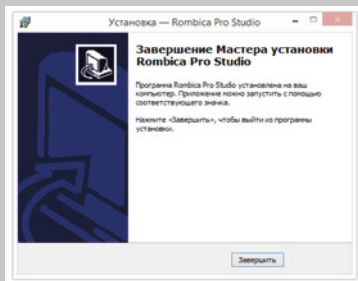 Установка — Rombica Pro Studio
Завершение Мастера установки
Rombica Pro Studio
Программа Rombica Pro Studio установлена на ваш
компьютер. Приложение можно запустить с помощью
соответствующего значка.
Нажмите «Завершить», чтобы выйти из программы
установки.
Завершить